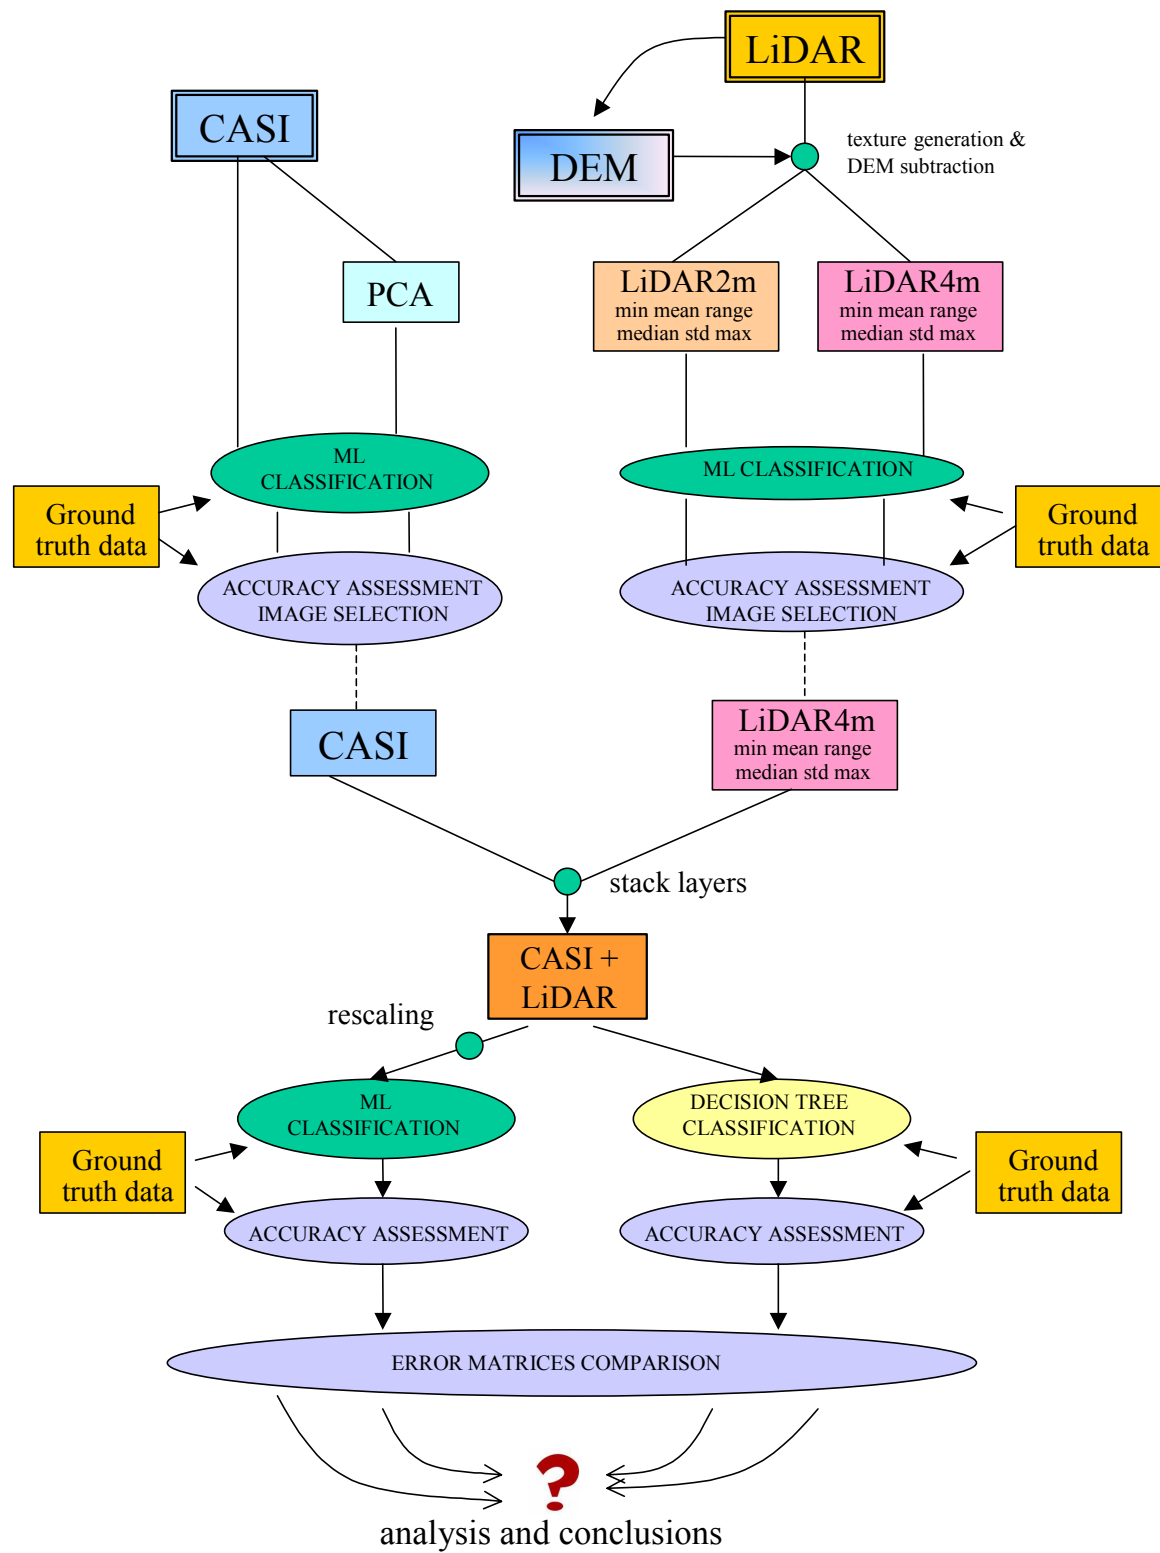 LiDAR
CASI
DEM
texture generation &
DEM subtraction
PCA
LiDAR2m
min mean range
median std max
LiDAR4m
min mean range
median std max
ML
CLASSIFICATION
ML CLASSIFICATION
Ground
truth data
Ground
truth data
ACCURACY ASSESSMENT
IMAGE SELECTION
ACCURACY ASSESSMENT
IMAGE SELECTION
CASI
LiDAR4m
min mean range
median std max
stack layers
CASI +
LiDAR
rescaling
ML
CLASSIFICATION
DECISION TREE
CLASSIFICATION
Ground
truth data
Ground
truth data
ACCURACY ASSESSMENT
ACCURACY ASSESSMENT
ERROR MATRICES COMPARISON
?
analysis and conclusions